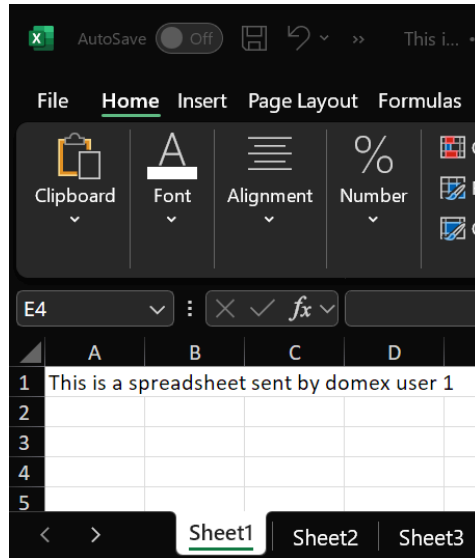 AutoSave Off This i...
File Home Insert Page Layout Formulas
Clipboard Font Alignment Number
E4 fx
A B C D
1 This is a spreadsheet sent by domex user 1
2
3
4
5
Sheet1 Sheet2 Sheet3